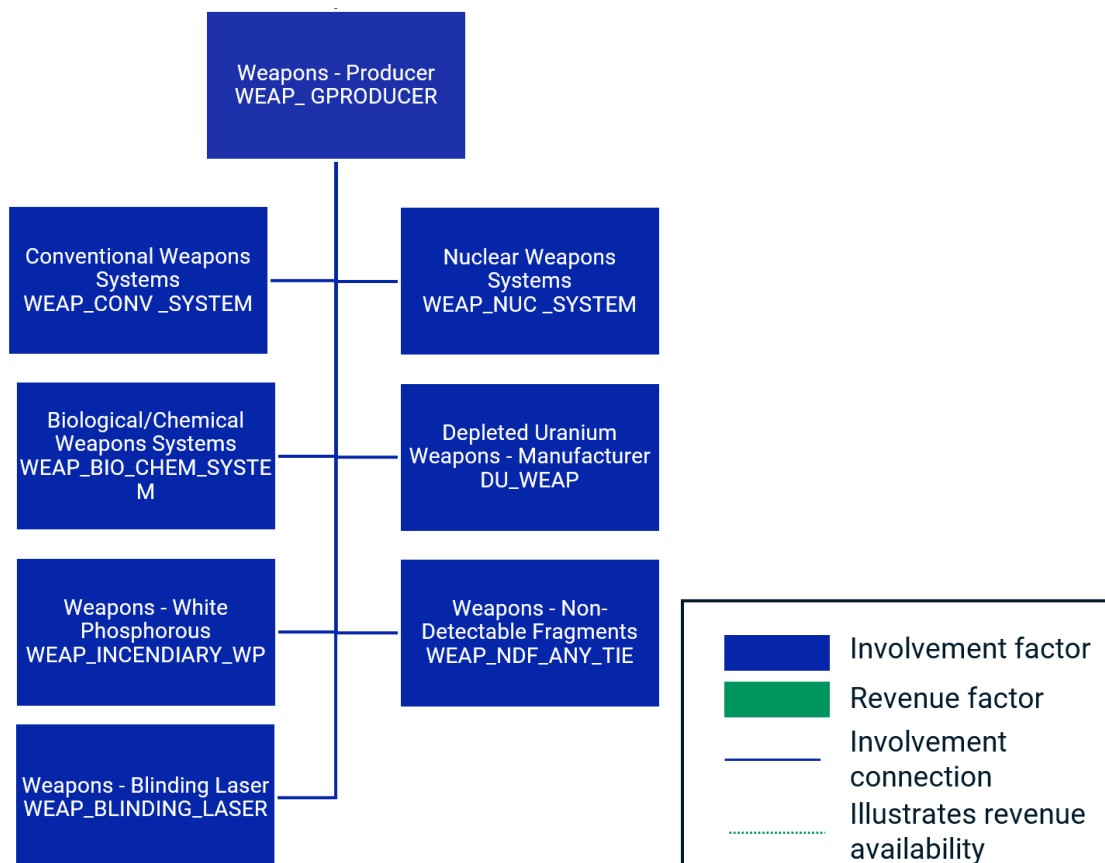 Weapons - Producer
WEAP_ GPRODUCER
Conventional Weapons
Systems
WEAP_CONV _SYSTEM
Nuclear Weapons
Systems
WEAP_NUC _SYSTEM
Biological/Chemical
Weapons Systems
WEAP_BIO_CHEM_SYSTE
M
Depleted Uranium
Weapons - Manufacturer
DU_WEAP
Weapons - White
Phosphorous
WEAP_INCENDIARY_WP
Weapons - Non-
Detectable Fragments
WEAP_NDF_ANY_TIE
Weapons - Blinding Laser
WEAP_BLINDING_LASER
Involvement factor
Revenue factor
Involvement
connection
Illustrates revenue
availability